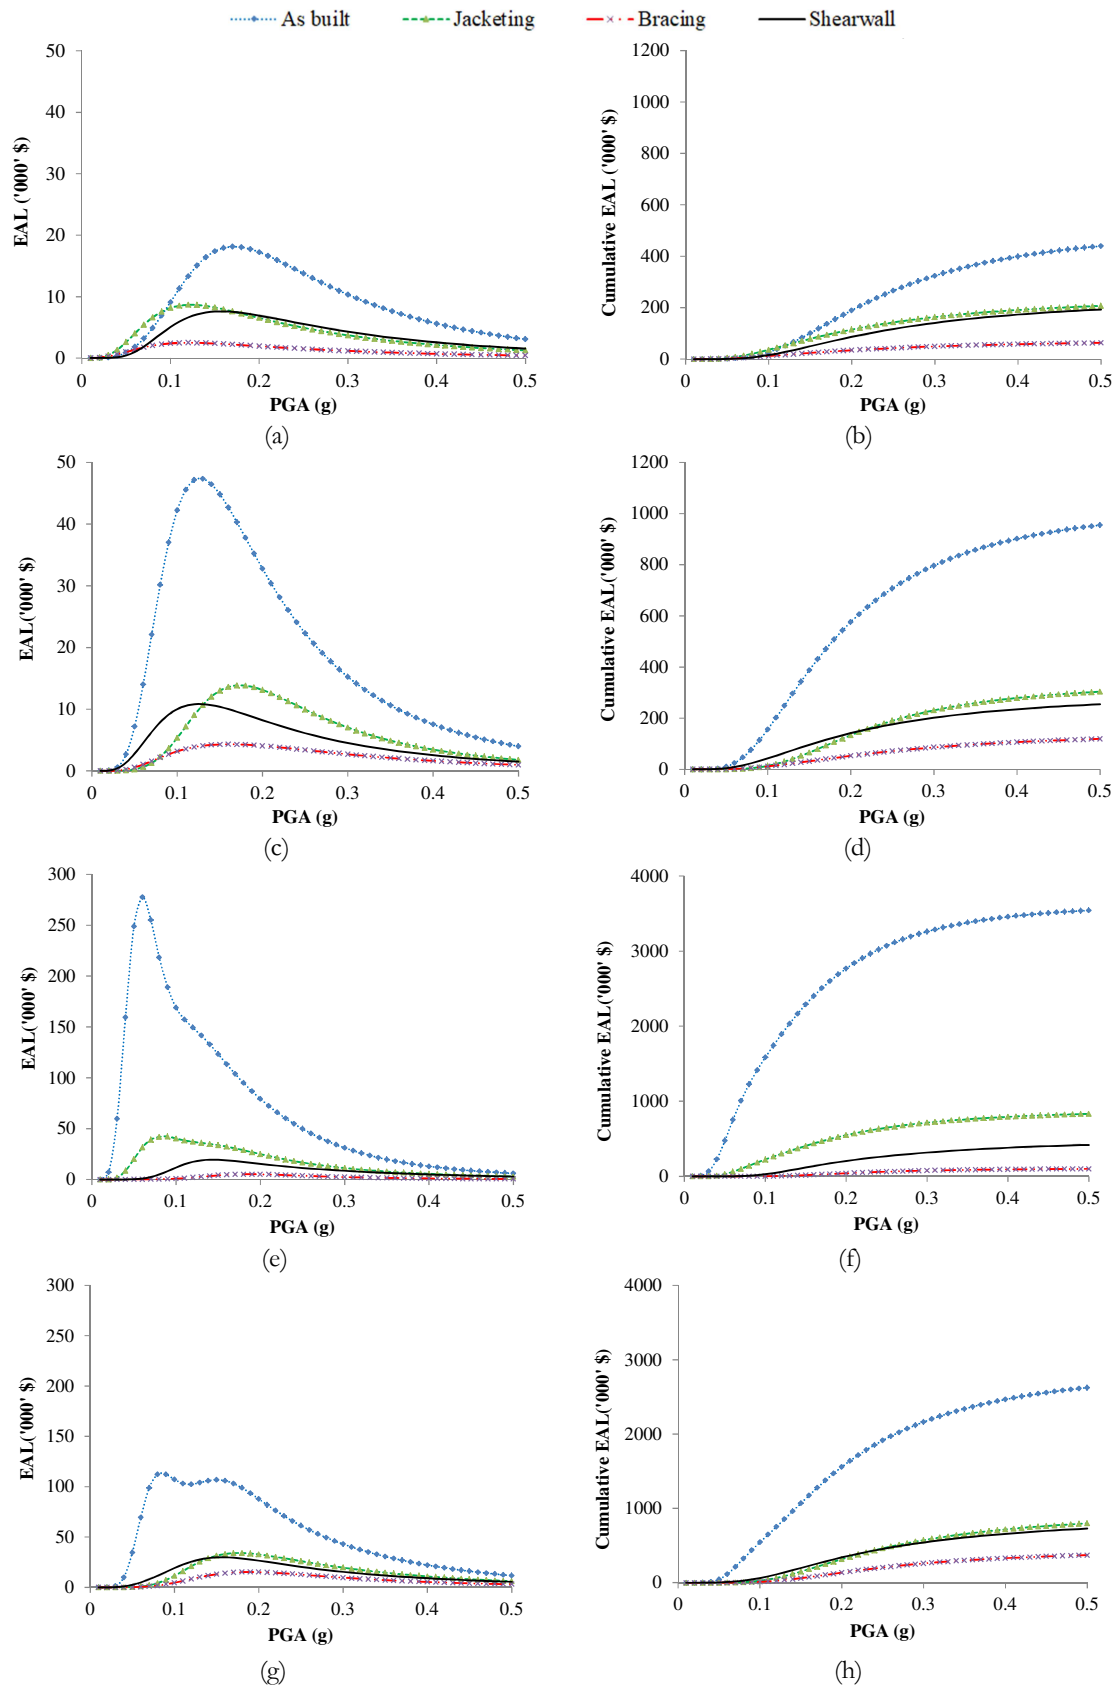 As built Jacketing Bracing Shearwall
50
40
30
20
10
0
EAL ('000' $)
0 0.1 0.2 0.3 0.4 0.5
PGA (g)
(a)
1200
1000
800
600
400
200
0
Cumulative EAL ('000' $)
0 0.1 0.2 0.3 0.4 0.5
PGA (g)
(b)
50
40
30
20
10
0
EAL('000' $)
0 0.1 0.2 0.3 0.4 0.5
PGA (g)
(c)
1200
1000
800
600
400
200
0
Cumulative EAL('000' $)
0 0.1 0.2 0.3 0.4 0.5
PGA (g)
(d)
300
250
200
150
100
50
0
EAL('000' $)
0 0.1 0.2 0.3 0.4 0.5
PGA (g)
(e)
4000
3000
2000
1000
0
Cumulative EAL('000' $)
0 0.1 0.2 0.3 0.4 0.5
PGA (g)
(f)
300
250
200
150
100
50
0
EAL('000' $)
0 0.1 0.2 0.3 0.4 0.5
PGA (g)
(g)
4000
3000
2000
1000
0
Cumulative EAL('000' $)
0 0.1 0.2 0.3 0.4 0.5
PGA (g)
(h)